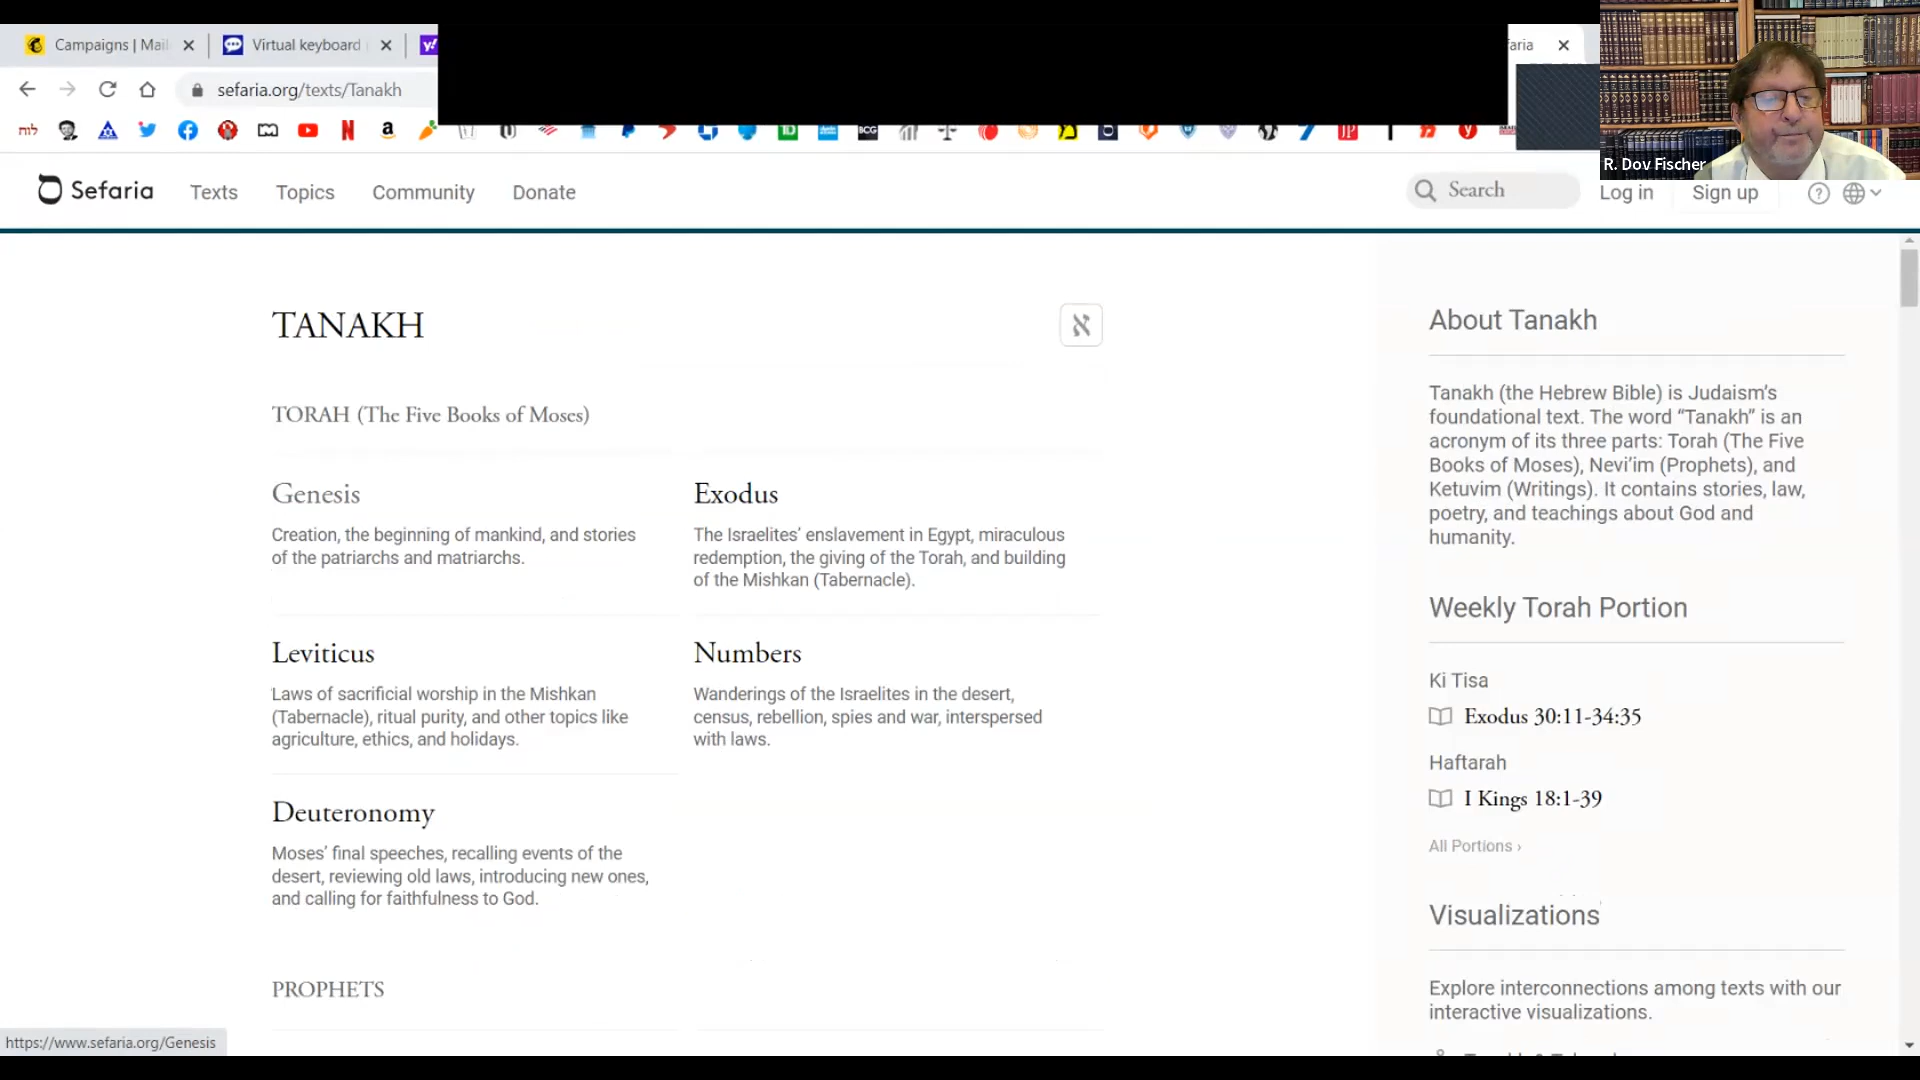 Campaigns | Mail
Virtual keyboard
faria
sefaria.org/texts/Tanakh
לוח
R. Dov Fischer
Sefaria
Texts
Topics
Community
Donate
Search
Log in
Sign up
TANAKH
א
TORAH (The Five Books of Moses)
Genesis
Creation, the beginning of mankind, and stories
of the patriarchs and matriarchs.
Exodus
The Israelites’ enslavement in Egypt, miraculous
redemption, the giving of the Torah, and building
of the Mishkan (Tabernacle).
Leviticus
Laws of sacrificial worship in the Mishkan
(Tabernacle), ritual purity, and other topics like
agriculture, ethics, and holidays.
Numbers
Wanderings of the Israelites in the desert,
census, rebellion, spies and war, interspersed
with laws.
Deuteronomy
Moses’ final speeches, recalling events of the
desert, reviewing old laws, introducing new ones,
and calling for faithfulness to God.
PROPHETS
About Tanakh
Tanakh (the Hebrew Bible) is Judaism’s
foundational text. The word “Tanakh” is an
acronym of its three parts: Torah (The Five
Books of Moses), Nevi’im (Prophets), and
Ketuvim (Writings). It contains stories, law,
poetry, and teachings about God and
humanity.
Weekly Torah Portion
Ki Tisa
Exodus 30:11-34:35
Haftarah
I Kings 18:1-39
All Portions ›
Visualizations
Explore interconnections among texts with our
interactive visualizations.
https://www.sefaria.org/Genesis